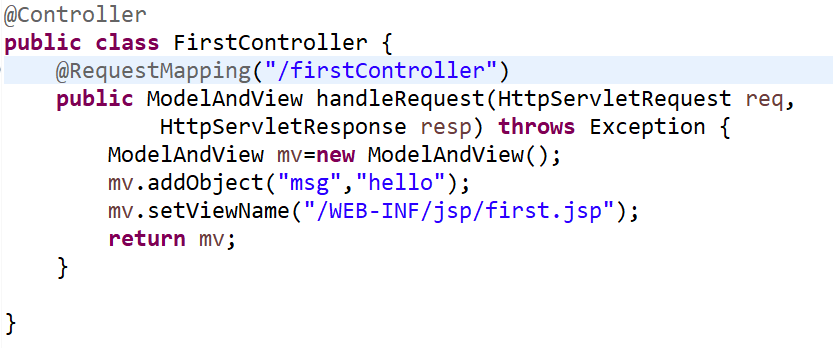 @Controller
public class FirstController {
    @RequestMapping("/firstController")
    public ModelAndView handleRequest(HttpServletRequest req,
            HttpServletResponse resp) throws Exception {
        ModelAndView mv=new ModelAndView();
        mv.addObject("msg","hello");
        mv.setViewName("/WEB-INF/jsp/first.jsp");
        return mv;
    }
}